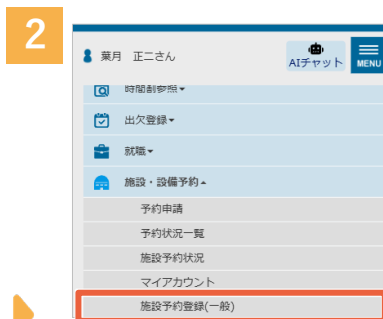 2
葉月 正二さん
AIチャット
MENU
時間割参照▾
出欠登録▾
就職▾
施設・設備予約▴
予約申請
予約状況一覧
施設予約状況
マイアカウント
施設予約登録(一般)